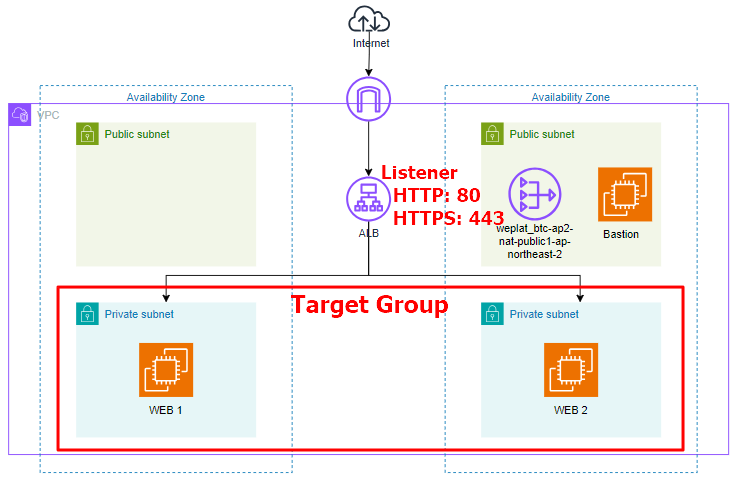 Internet
Availability Zone
Availability Zone
VPC
Public subnet
Public subnet
Listener
HTTP: 80
HTTPS: 443
ALB
weplat_btc-ap2-
nat-public1-ap-
northeast-2
Bastion
Target Group
Private subnet
Private subnet
WEB 1
WEB 2